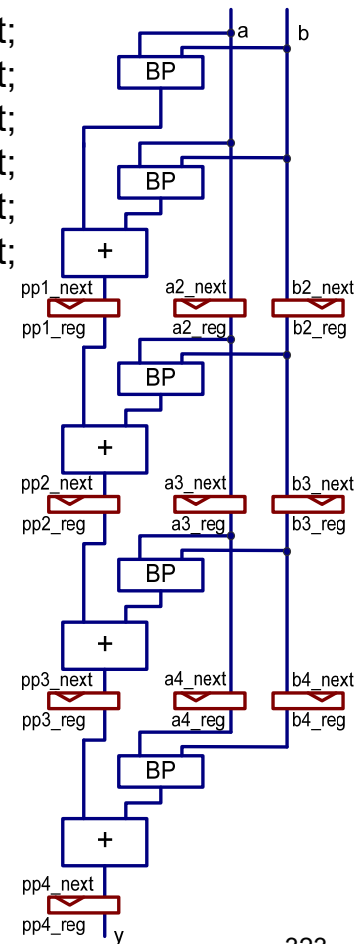 t;
t;
t;
t;
t;
t;
a
b
BP
BP
+
pp1_next
a2_next
b2_next
pp1_reg
a2_reg
b2_reg
BP
+
pp2_next
a3_next
b3_next
pp2_reg
a3_reg
b3_reg
BP
+
pp3_next
a4_next
b4_next
pp3_reg
a4_reg
b4_reg
BP
+
pp4_next
pp4_reg
y